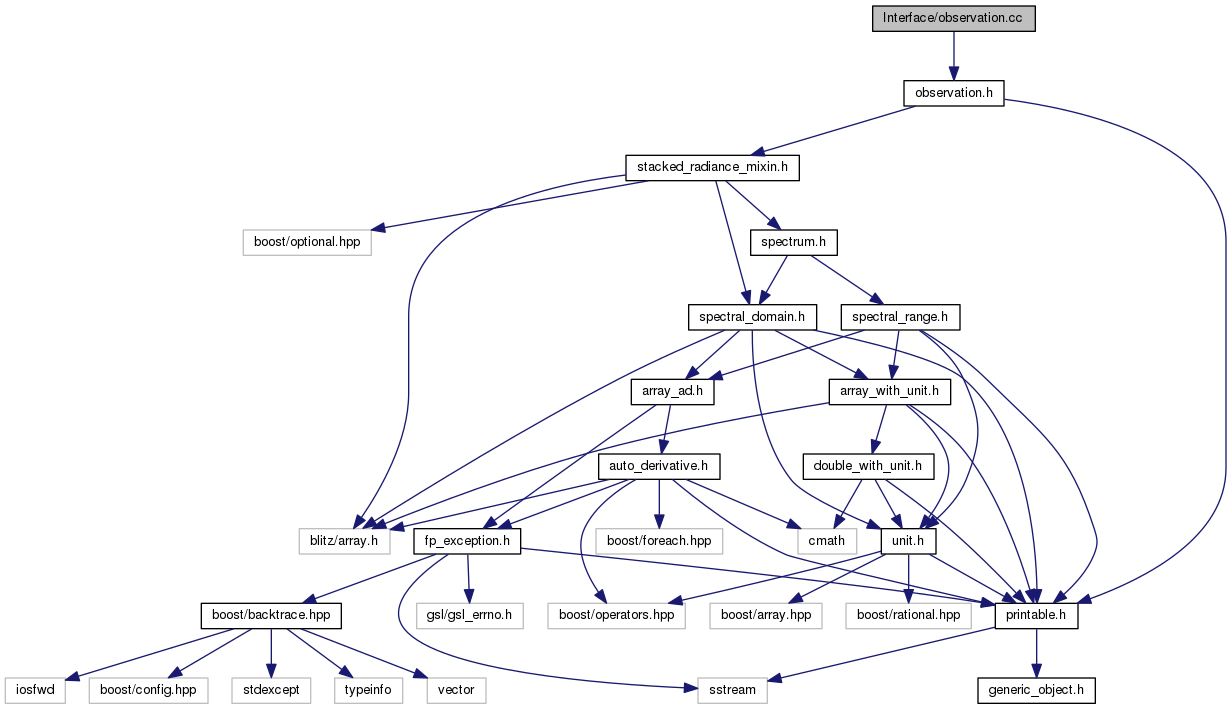 Interface/observation.cc
observation.h
stacked_radiance_mixin.h
boost/optional.hpp
spectrum.h
spectral_domain.h
spectral_range.h
array_ad.h
array_with_unit.h
auto_derivative.h
double_with_unit.h
blitz/array.h
fp_exception.h
boost/foreach.hpp
cmath
unit.h
boost/backtrace.hpp
gsl/gsl_errno.h
boost/operators.hpp
boost/array.hpp
boost/rational.hpp
printable.h
iosfwd
boost/config.hpp
stdexcept
typeinfo
vector
sstream
generic_object.h